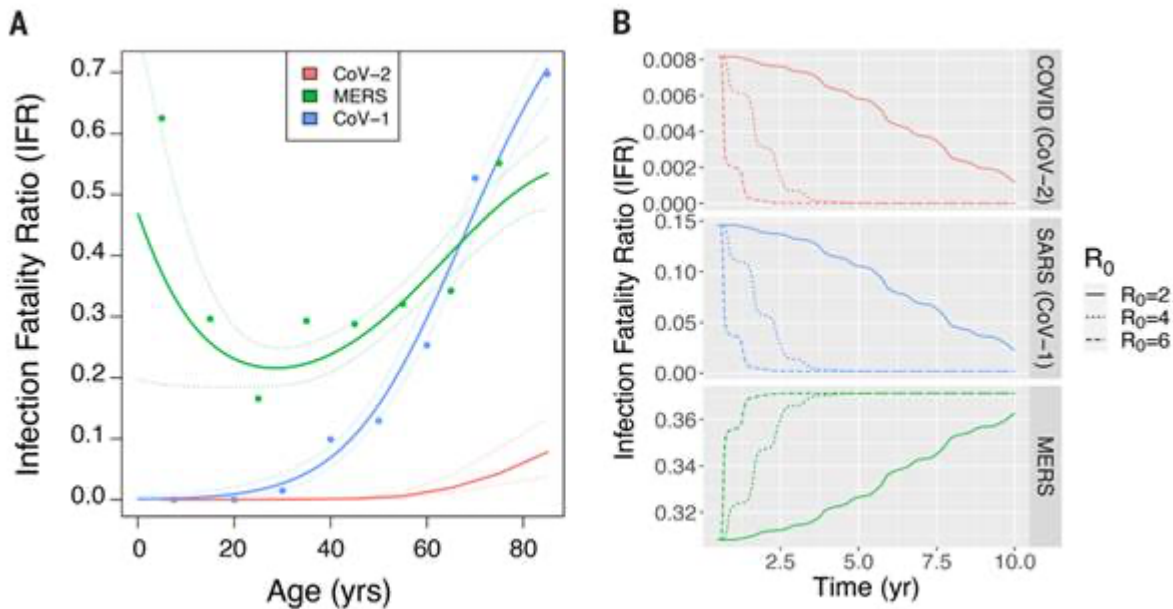 A
Infection Fatality Ratio (IFR)
0.7
0.6
0.5
0.4
0.3
0.2
0.1
0.0
CoV-2
MERS
CoV-1
0 20 40 60 80
Age (yrs)
B
Infection Fatality Ratio (IFR)
0.008
0.006
0.004
0.002
0.000
COVID (CoV-2)
0.15
0.10
0.05
0.00
SARS (CoV-1)
0.36
0.34
0.32
MERS
2.5 5.0 7.5 10.0
Time (yr)
R₀
R₀=2
R₀=4
R₀=6